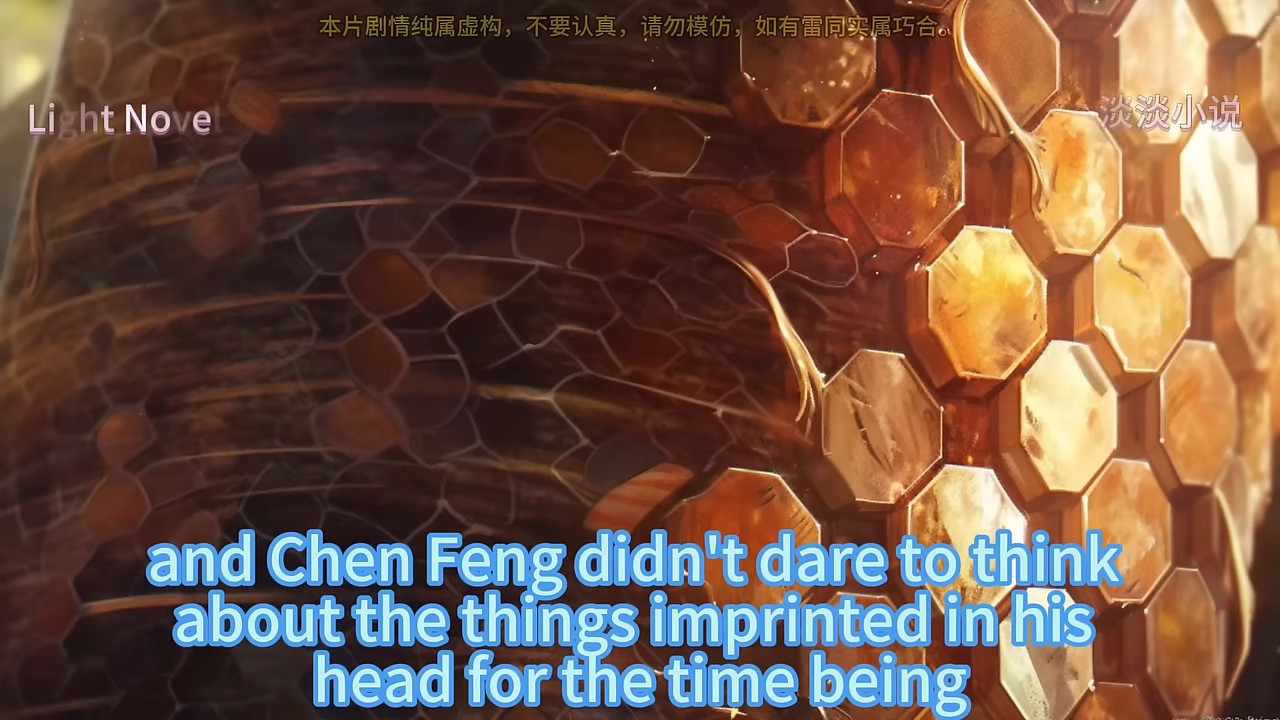 本片剧情纯属虚构，不要认真，请勿模仿，如有雷同实属巧合。
Light Novel
淡淡小说
and Chen Feng didn't dare to think
about the things imprinted in his
head for the time being